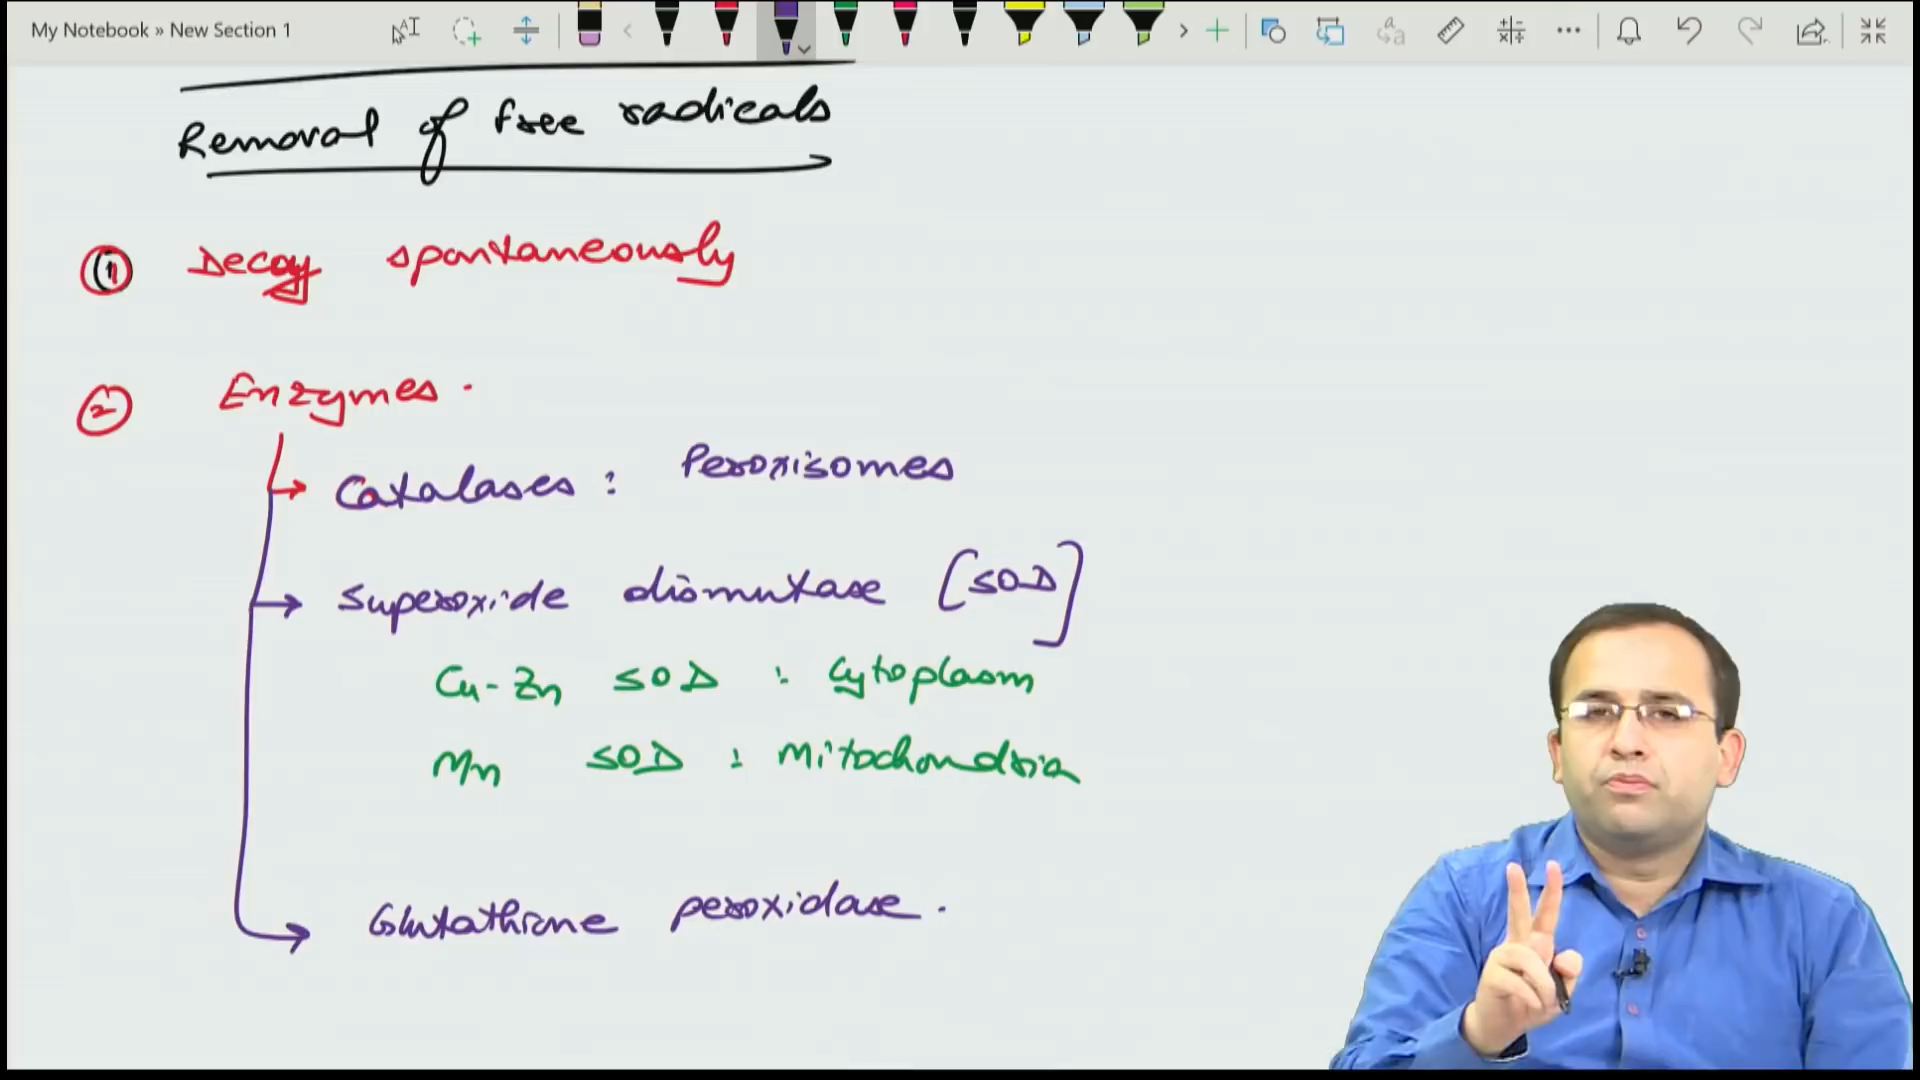 My Notebook » New Section 1
Removal of free radicals
① Decay spontaneously
② Enzymes.
Catalases : Peroxisomes
Superoxide dismutase [SOD]
Cu-Zn SOD : Cytoplasm
Mn SOD : Mitochondria
Glutathione peroxidase.